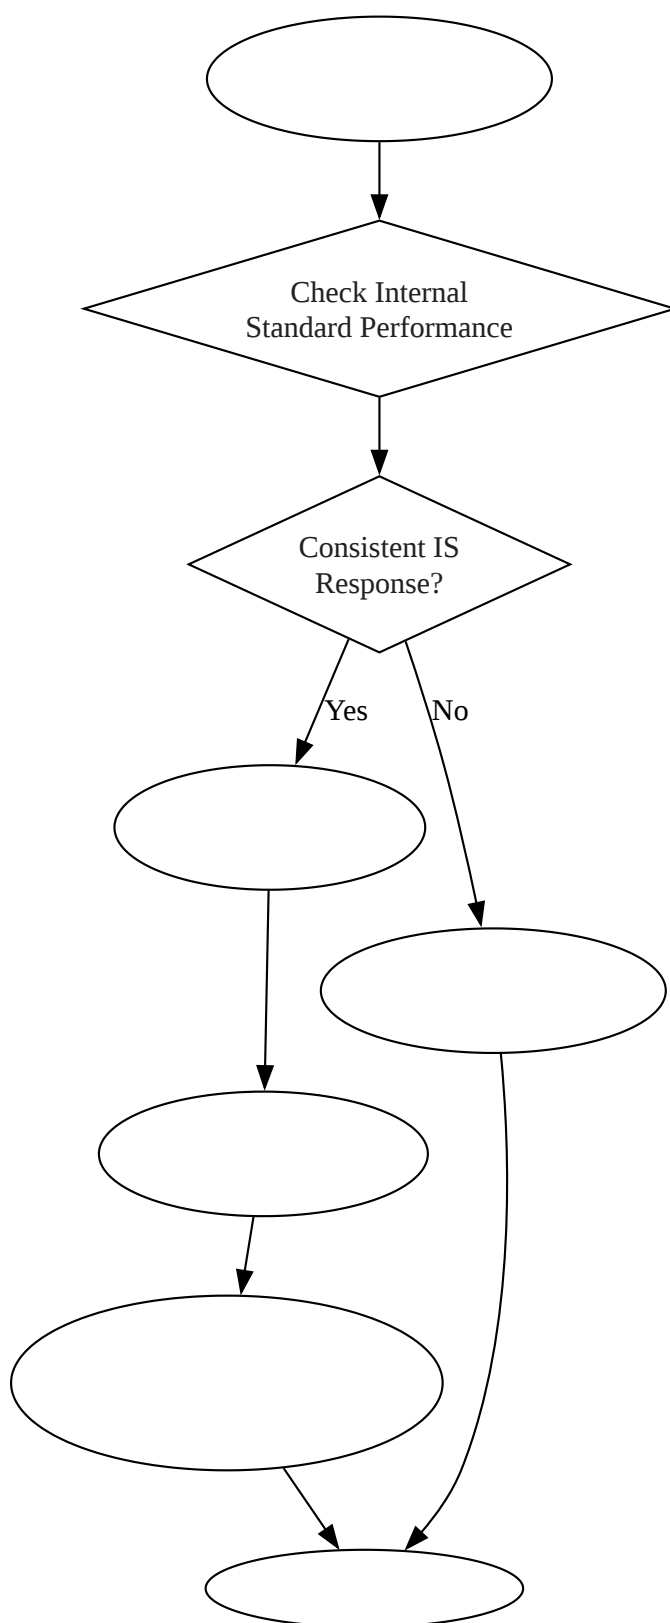 Check Internal
Standard Performance
Consistent IS
Response?
Yes
No